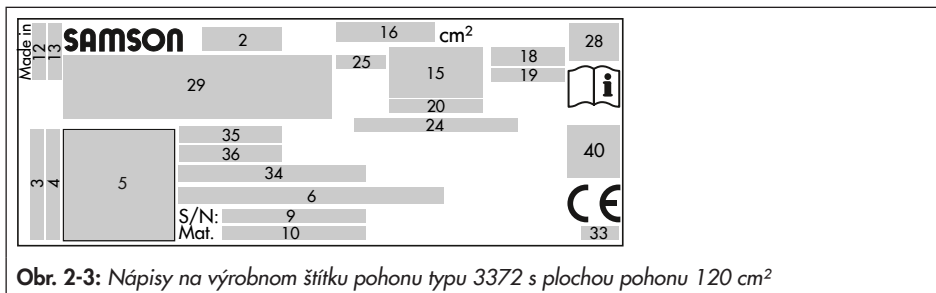 Made in
12
13
SAMSON
2
16 cm²
28
25
15
18
19
29
20
24
35
36
34
3
4
5
6
40
S/N: 9
Mat. 10
CE
33
i
Obr. 2-3: Nápisy na výrobnom štítku pohonu typu 3372 s plochou pohonu 120 cm²